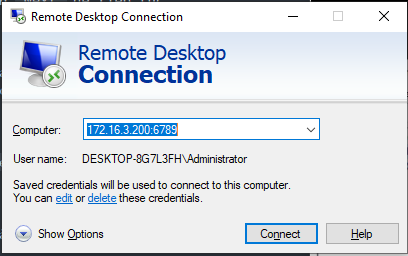 Remote Desktop Connection
Remote Desktop
Connection
Computer: 172.16.3.200:6789
User name: DESKTOP-8G7L3FH\Administrator
Saved credentials will be used to connect to this computer.
You can edit or delete these credentials.
Show Options Connect Help